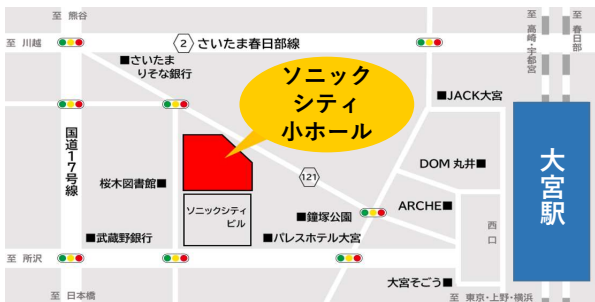 至 熊谷
至 川越
2
さいたま春日部線
至 高崎・宇都宮
至 春日部
■さいたま
りそな銀行
ソニック
シティ
小ホール
■JACK大宮
国道17号線
桜木図書館■
121
DOM 丸井■
大宮駅
ソニックシティ
ビル
■鐘塚公園
ARCHE■
西口
■武蔵野銀行
■パレスホテル大宮
至 所沢
大宮そごう■
至 日本橋
至 東京・上野・横浜